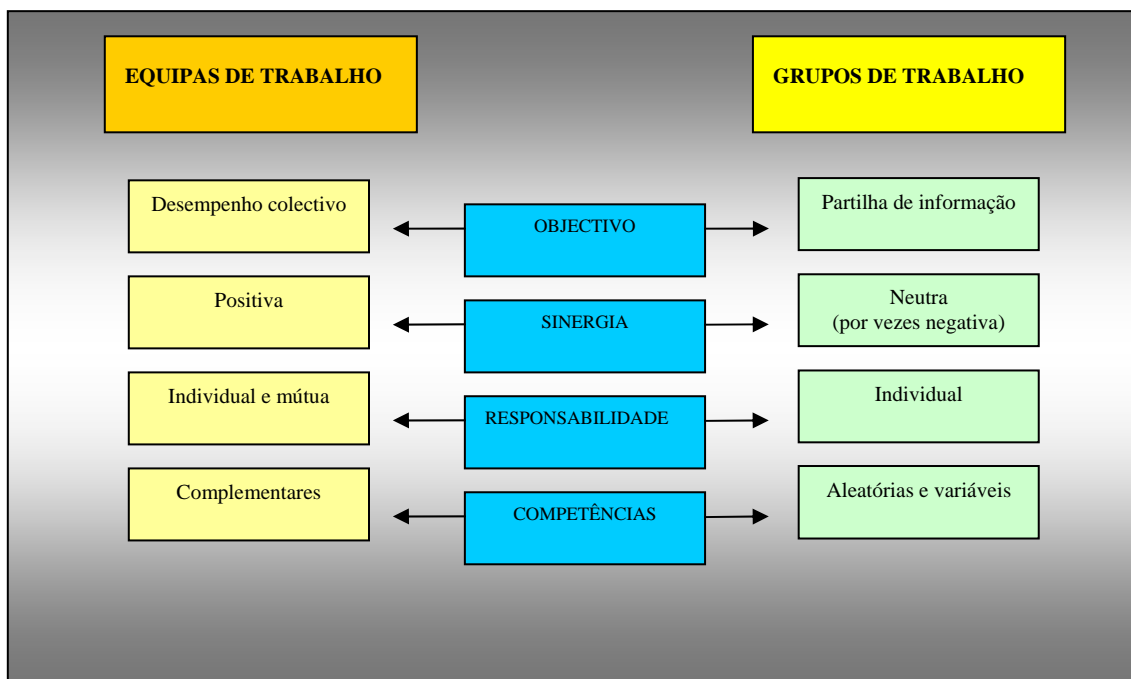 EQUIPAS DE TRABALHO
GRUPOS DE TRABALHO
Desempenho colectivo
OBJECTIVO
Partilha de informação
Positiva
SINERGIA
Neutra
(por vezes negativa)
Individual e mútua
RESPONSABILIDADE
Individual
Complementares
COMPETÊNCIAS
Aleatórias e variáveis